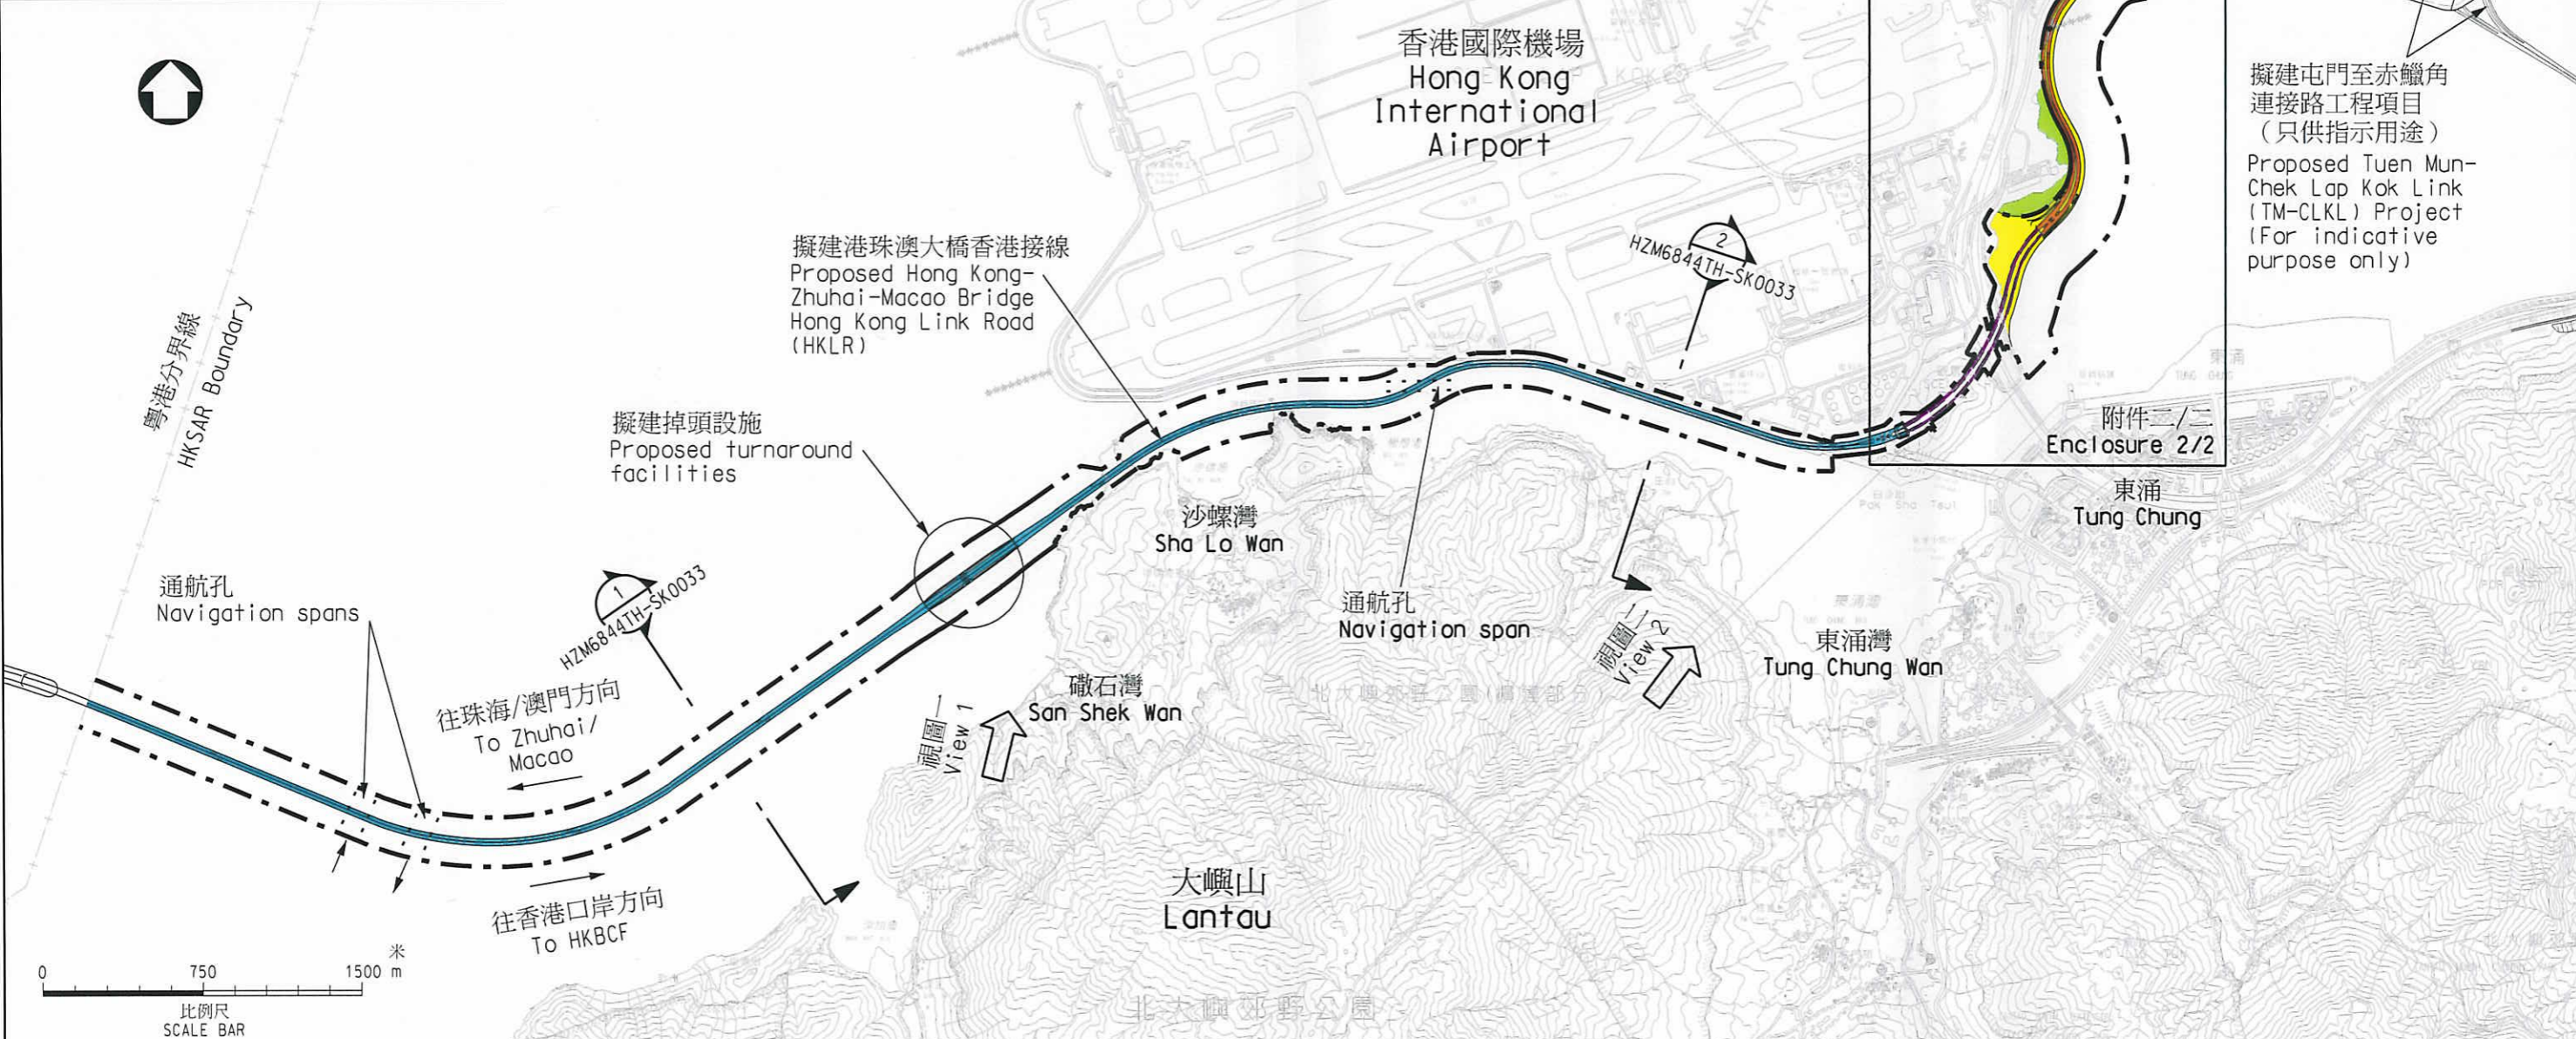 香港國際機場
Hong Kong
International
Airport
擬建屯門至赤鱲角
連接路工程項目
（只供指示用途）
Proposed Tuen Mun-
Chek Lap Kok Link
(TM-CLKL) Project
(For indicative
purpose only)
擬建港珠澳大橋香港接線
Proposed Hong Kong-
Zhuhai-Macao Bridge
Hong Kong Link Road
(HKLR)
2
HZM6844TH-SK0033
粵港分界線
HKSAR Boundary
擬建掉頭設施
Proposed turnaround
facilities
附件二/二
Enclosure 2/2
東涌
Tung Chung
沙螺灣
Sha Lo Wan
通航孔
Navigation spans
1
HZM6844TH-SK0033
通航孔
Navigation span
視圖二
View 2
東涌灣
Tung Chung Wan
往珠海/澳門方向
To Zhuhai/
Macao
視圖一
View 1
䃟石灣
San Shek Wan
往香港口岸方向
To HKBCF
大嶼山
Lantau
北大嶼郊野公園
米
0 750 1500 m
比例尺
SCALE BAR